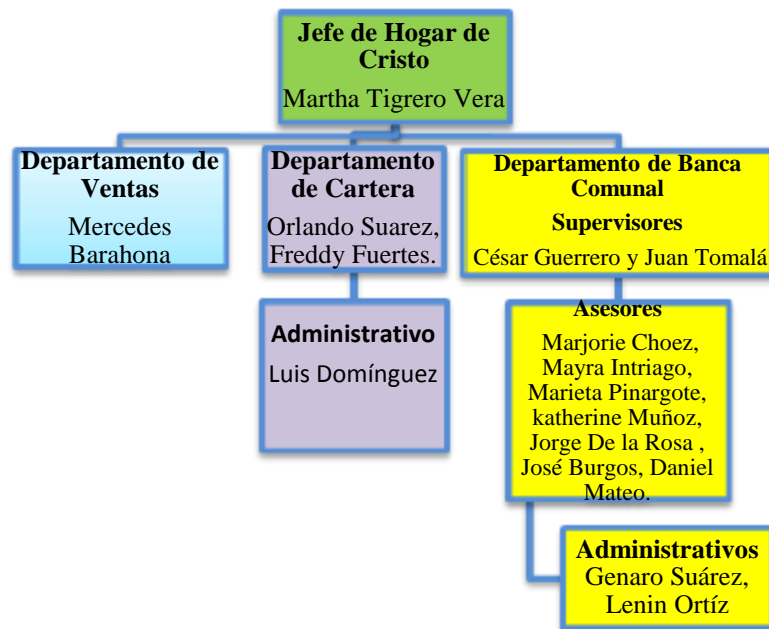 Jefe de Hogar de
Cristo
Martha Tigrero Vera
Departamento de
Ventas
Mercedes
Barahona
Departamento
de Cartera
Orlando Suarez,
Freddy Fuertes.
Administrativo
Luis Domínguez
Departamento de Banca
Comunal
Supervisores
César Guerrero y Juan Tomalá
Asesores
Marjorie Choez,
Mayra Intriago,
Marieta Pinargote,
katherine Muñoz,
Jorge De la Rosa ,
José Burgos, Daniel
Mateo.
Administrativos
Genaro Suárez,
Lenin Ortíz